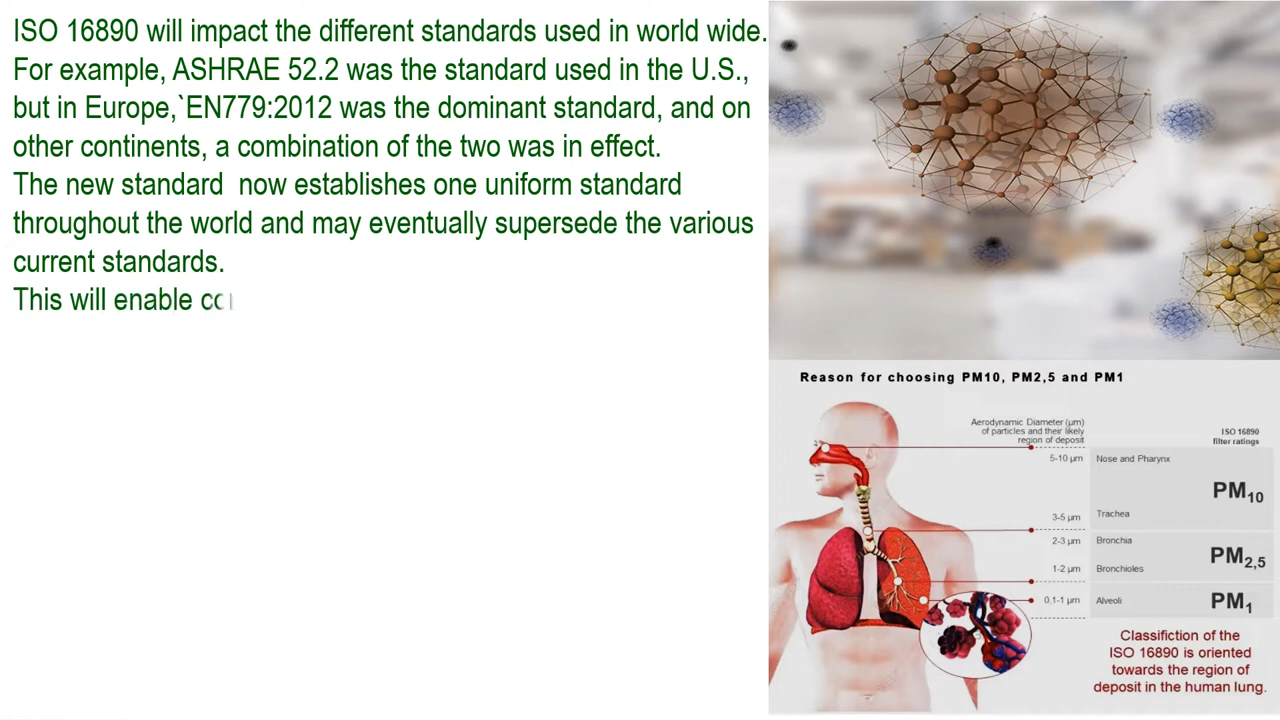 ISO 16890 will impact the different standards used in world wide.
For example, ASHRAE 52.2 was the standard used in the U.S.,
but in Europe,`EN779:2012 was the dominant standard, and on
other continents, a combination of the two was in effect.
The new standard  now establishes one uniform standard
throughout the world and may eventually supersede the various
current standards.
This will enable
Reason for choosing PM10, PM2,5 and PM1
Aerodynamic Diameter (µm)
of particles and their likely
region of deposit
ISO 16890
filter ratings
5-10 µm Nose and Pharynx
PM10
3-5 µm Trachea
2-3 µm Bronchia
PM2,5
1-2 µm Bronchioles
0,1-1 µm Alveoli PM1
Classifiction of the
ISO 16890 is oriented
towards the region of
deposit in the human lung.